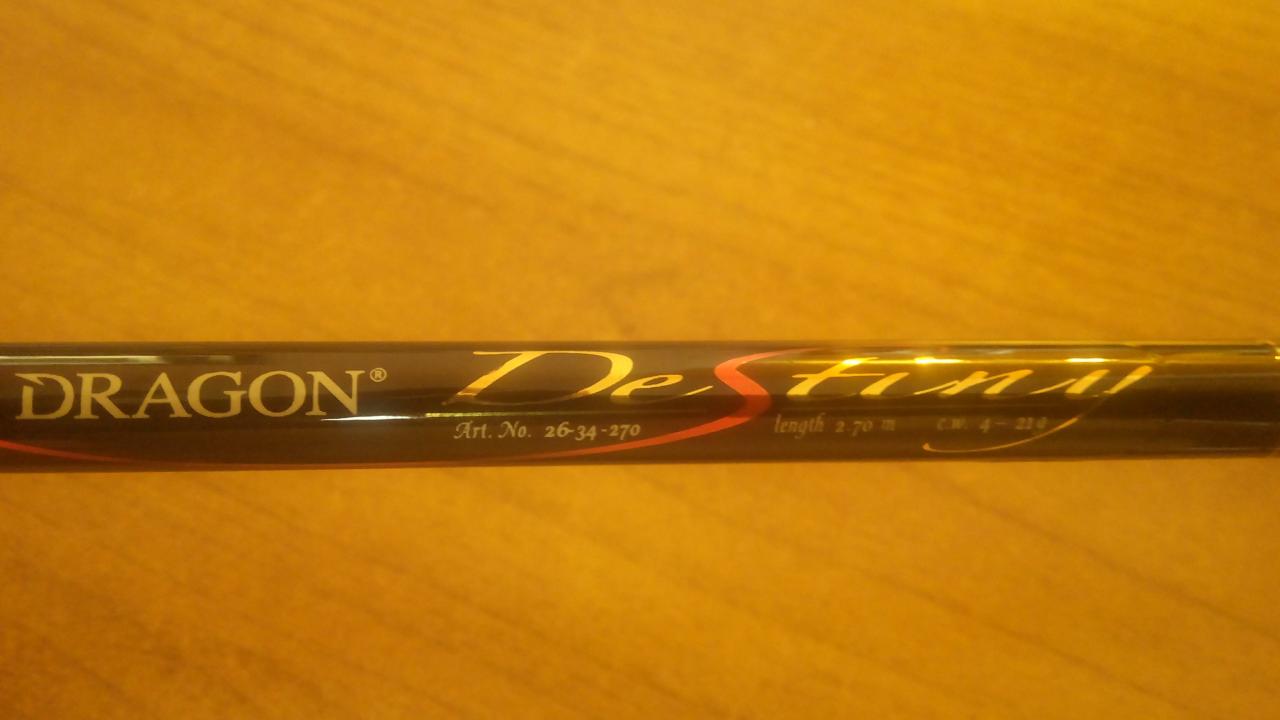 DRAGON® DeStiny
Art. No. 26-34-270 length 2.70 m c.w. 4 - 21g